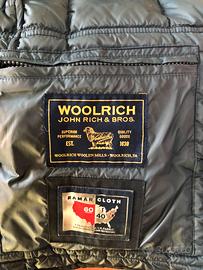 WOOLRICH
JOHN RICH & BROS.
SUPERIOR PERFORMANCE
QUALITY GOODS
Woolrich
EST.
1830
WOOLRICH WOOLEN MILLS · WOOLRICH, PA
RAMAR CLOTH
60
40